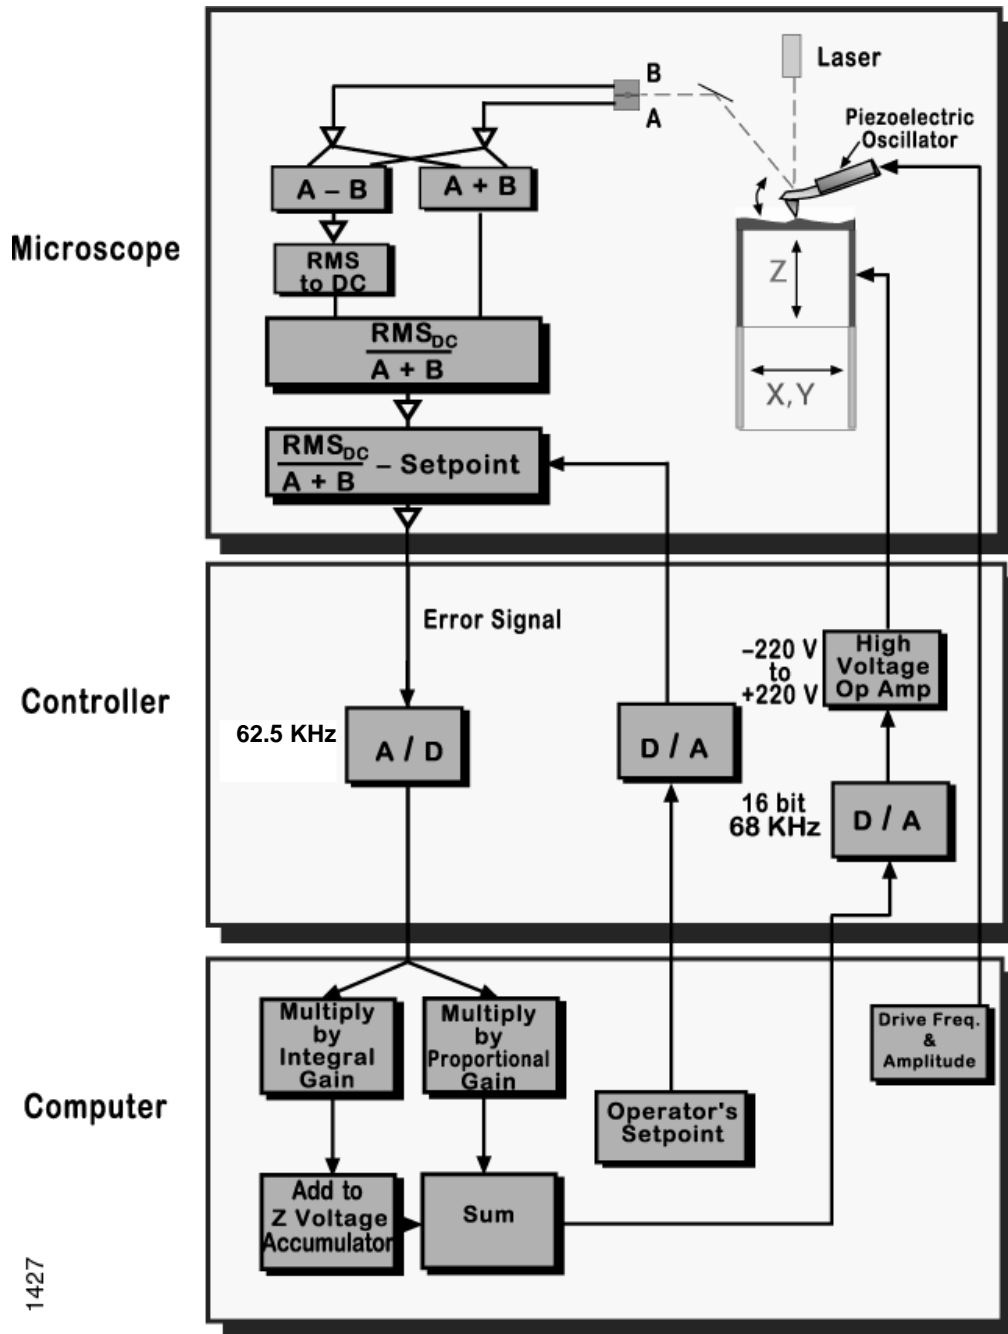 Microscope
B
A
Laser
Piezoelectric
Oscillator
A – B
A + B
RMS
to DC
RMS_DC
A + B
RMS_DC
A + B
– Setpoint
Z
X, Y
Controller
Error Signal
62.5 KHz
A / D
D / A
–220 V
to
+220 V
High
Voltage
Op Amp
16 bit
68 KHz
D / A
Computer
Multiply
by
Integral
Gain
Multiply
by
Proportional
Gain
Operator's
Setpoint
Drive Freq.
&
Amplitude
Add to
Z Voltage
Accumulator
Sum
1427